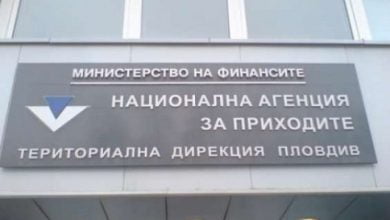 МИНИСТЕРСТВО НА ФИНАНСИТЕ
НАЦИОНАЛНА АГЕНЦИЯ
ЗА ПРИХОДИТЕ
ТЕРИТОРИАЛНА ДИРЕКЦИЯ ПЛОВДИВ